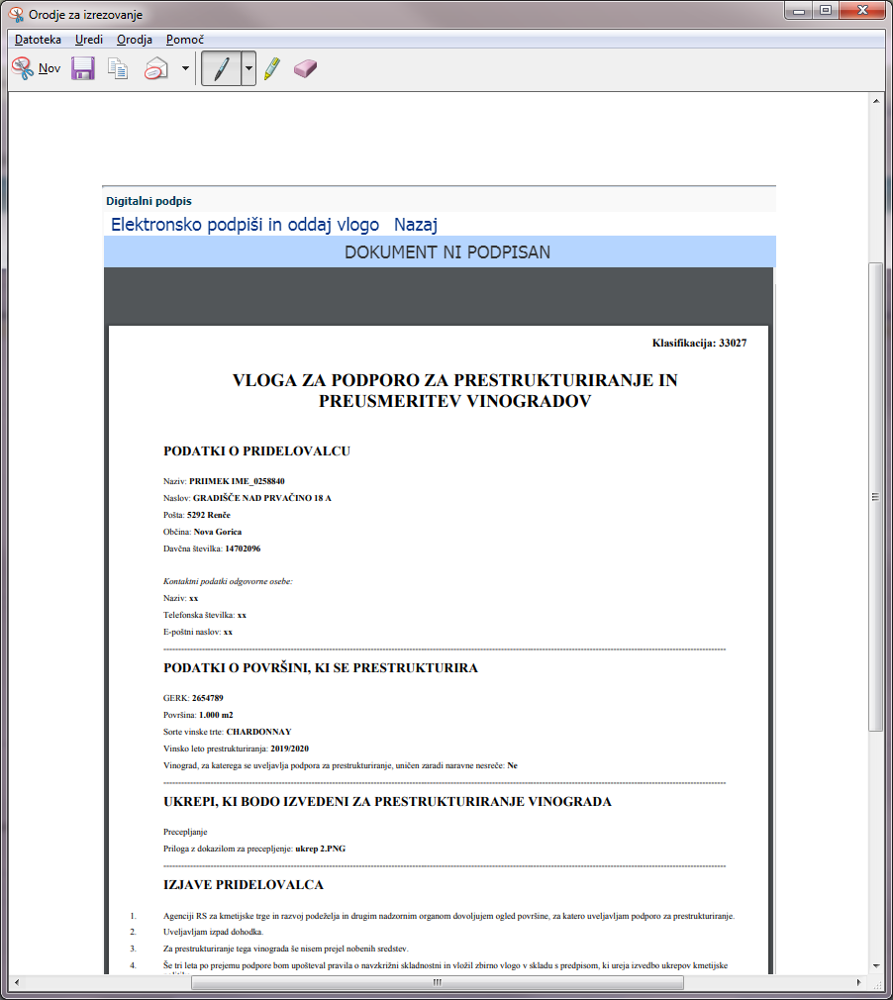 Orodje za izrezovanje
Datoteka Uredi Orodja Pomoč
Nov
Digitalni podpis
Elektronsko podpiši in oddaj vlogo Nazaj
DOKUMENT NI PODPISAN
Klasifikacija: 33027
VLOGA ZA PODPORO ZA PRESTRUKTURIRANJE IN
PREUSMERITEV VINOGRADOV
PODATKI O PRIDELOVALCU
Naziv: PRIIMEK IME_0258840
Naslov: GRADIŠČE NAD PRVAČINO 18 A
Pošta: 5292 Renče
Občina: Nova Gorica
Davčna številka: 14702096
Kontaktni podatki odgovorne osebe:
Naziv: xx
Telefonska številka: xx
E-poštni naslov: xx
PODATKI O POVRŠINI, KI SE PRESTRUKTURIRA
GERK: 2654789
Površina: 1.000 m2
Sorte vinske trte: CHARDONNAY
Vinsko leto prestrukturiranja: 2019/2020
Vinograd, za katerega se uveljavlja podpora za prestrukturiranje, uničen zaradi naravne nesreče: Ne
UKREPI, KI BODO IZVEDENI ZA PRESTRUKTURIRANJE VINOGRADA
Precepljanje
Priloga z dokazilom za precepljenje: ukrep 2.PNG
IZJAVE PRIDELOVALCA
1. Agenciji RS za kmetijske trge in razvoj podeželja in drugim nadzornim organom dovoljujem ogled površine, za katero uveljavljam podporo za prestrukturiranje.
2. Uveljavljam izpad dohodka.
3. Za prestrukturiranje tega vinograda še nisem prejel nobenih sredstev.
4. Še tri leta po prejemu podpore bom upošteval pravila o navzkrižni skladnosti in vložil zbirno vlogo v skladu s predpisom, ki ureja izvedbo ukrepov kmetijske